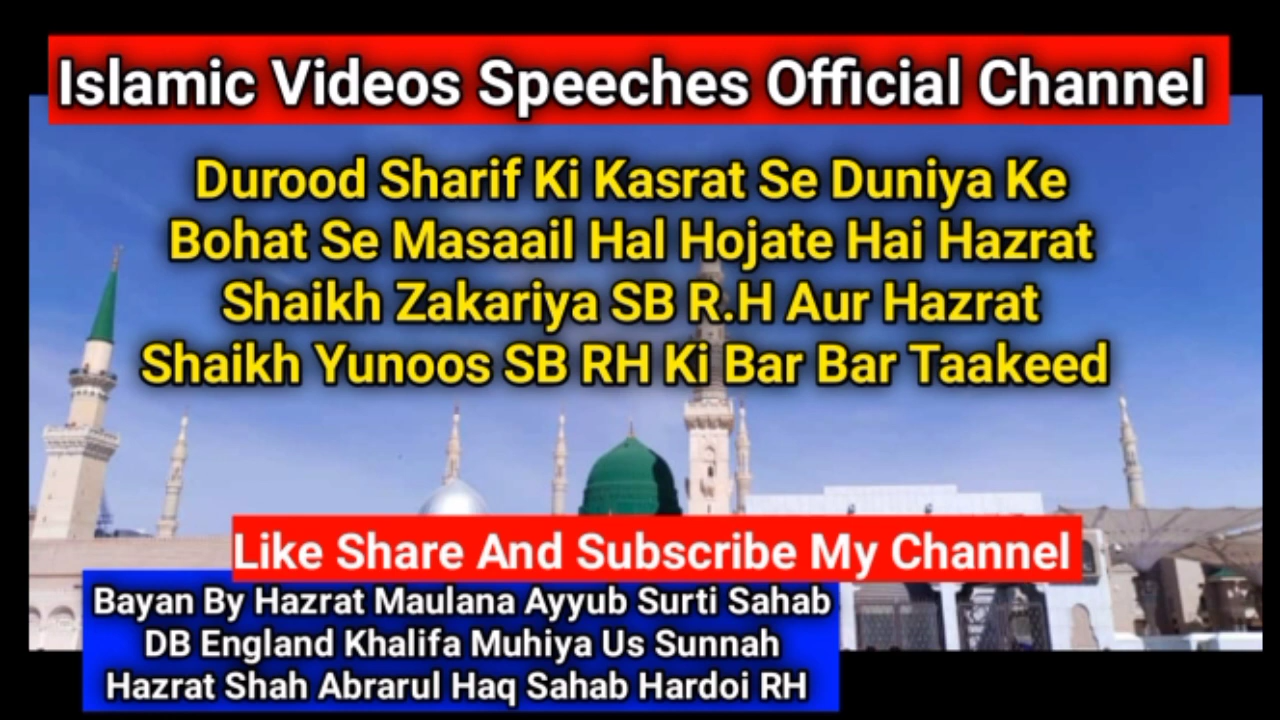 Islamic Videos Speeches Official Channel
Durood Sharif Ki Kasrat Se Duniya Ke
Bohat Se Masaail Hal Hojate Hai Hazrat
Shaikh Zakariya SB R.H Aur Hazrat
Shaikh Yunoos SB RH Ki Bar Bar Taakeed
Like Share And Subscribe My Channel
Bayan By Hazrat Maulana Ayyub Surti Sahab
DB England Khalifa Muhiya Us Sunnah
Hazrat Shah Abrarul Haq Sahab Hardoi RH